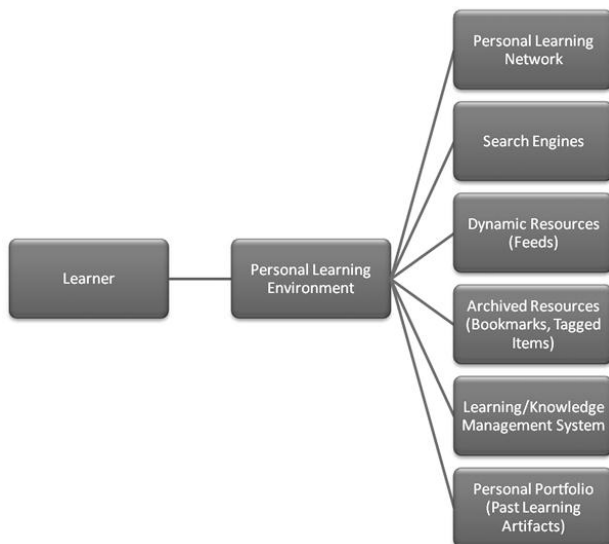 Learner
Personal Learning
Environment
Personal Learning
Network
Search Engines
Dynamic Resources
(Feeds)
Archived Resources
(Bookmarks, Tagged
Items)
Learning/Knowledge
Management System
Personal Portfolio
(Past Learning
Artifacts)